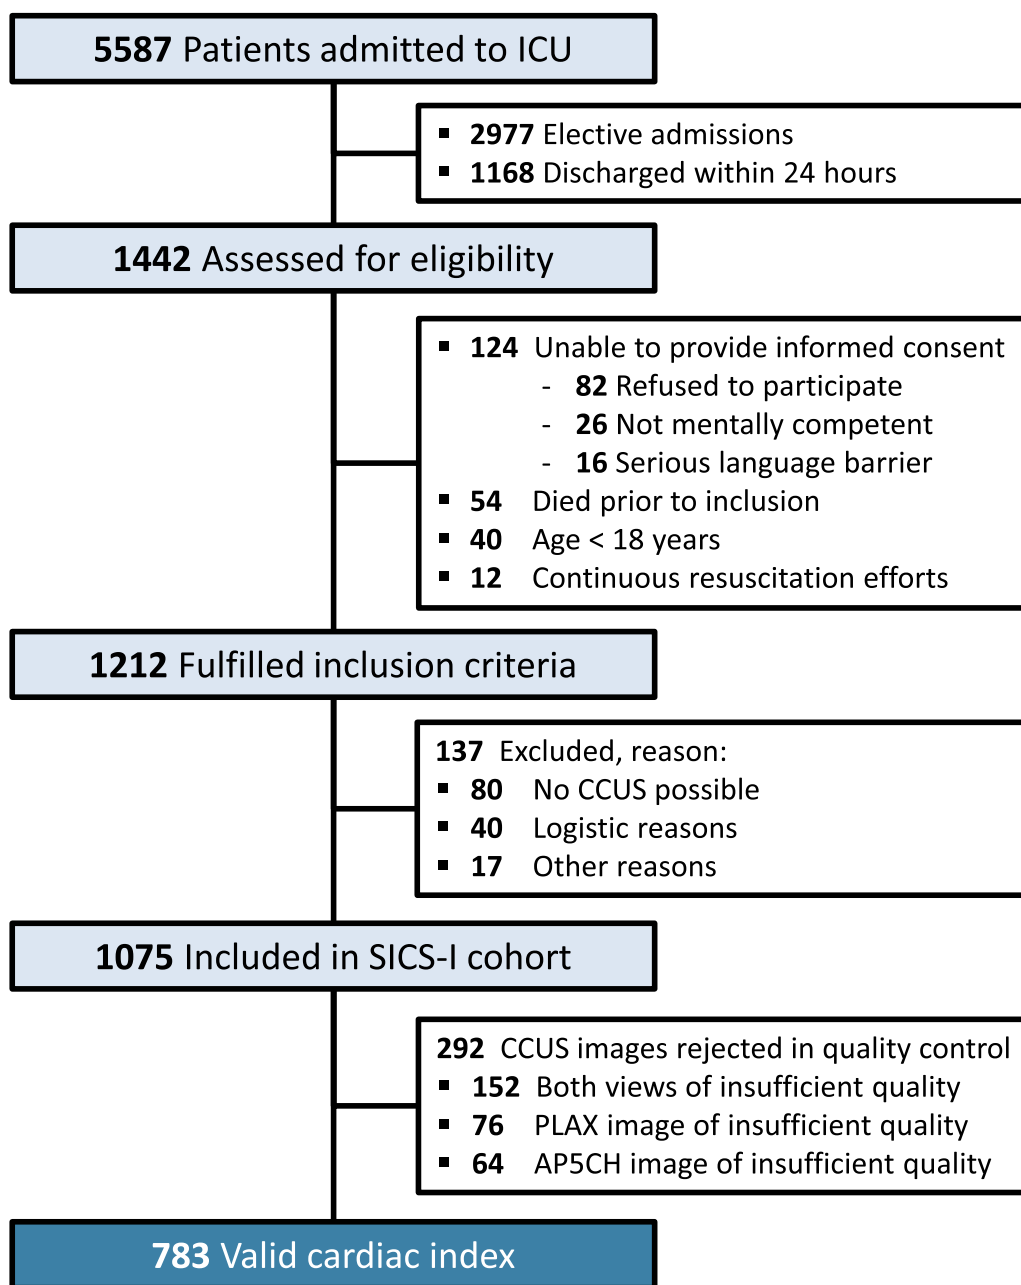 5587 Patients admitted to ICU
▪ 2977 Elective admissions
▪ 1168 Discharged within 24 hours
1442 Assessed for eligibility
▪ 124 Unable to provide informed consent
- 82 Refused to participate
- 26 Not mentally competent
- 16 Serious language barrier
▪ 54 Died prior to inclusion
▪ 40 Age < 18 years
▪ 12 Continuous resuscitation efforts
1212 Fulfilled inclusion criteria
137 Excluded, reason:
▪ 80 No CCUS possible
▪ 40 Logistic reasons
▪ 17 Other reasons
1075 Included in SICS-I cohort
292 CCUS images rejected in quality control
▪ 152 Both views of insufficient quality
▪ 76 PLAX image of insufficient quality
▪ 64 AP5CH image of insufficient quality
783 Valid cardiac index